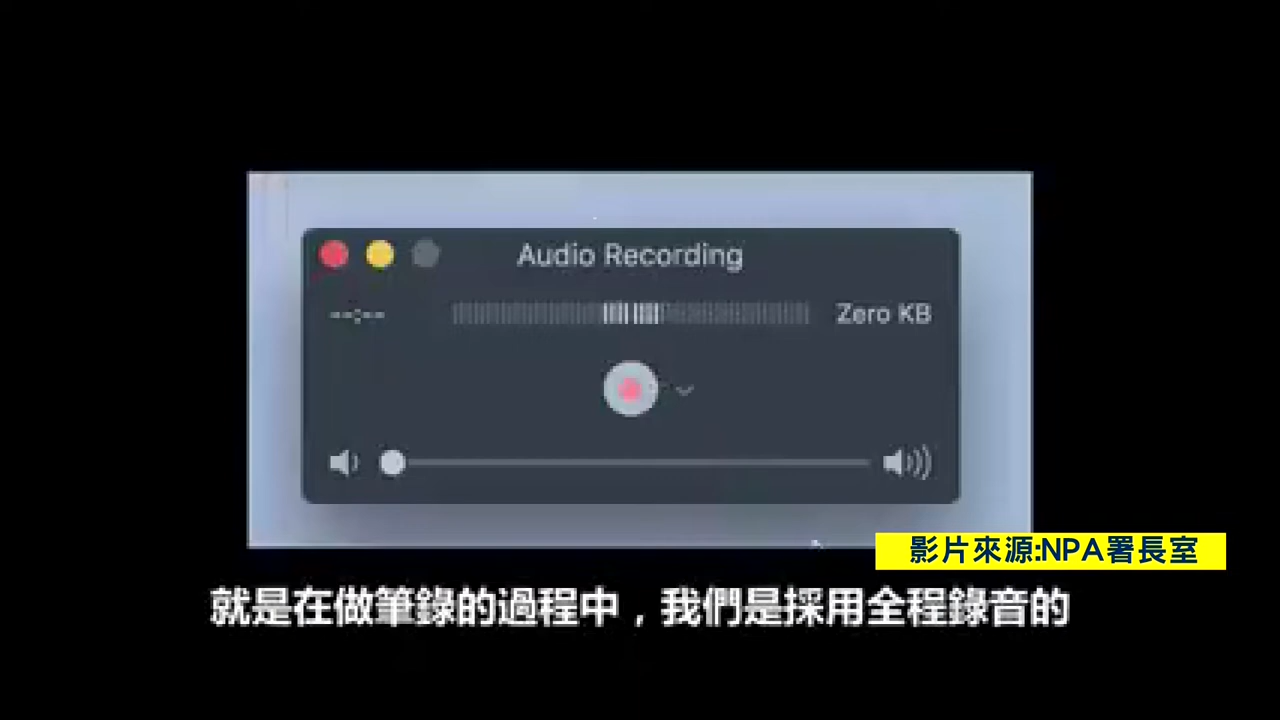 Audio Recording
--:--
Zero KB
影片來源:NPA署長室
就是在做筆錄的過程中，我們是採用全程錄音的